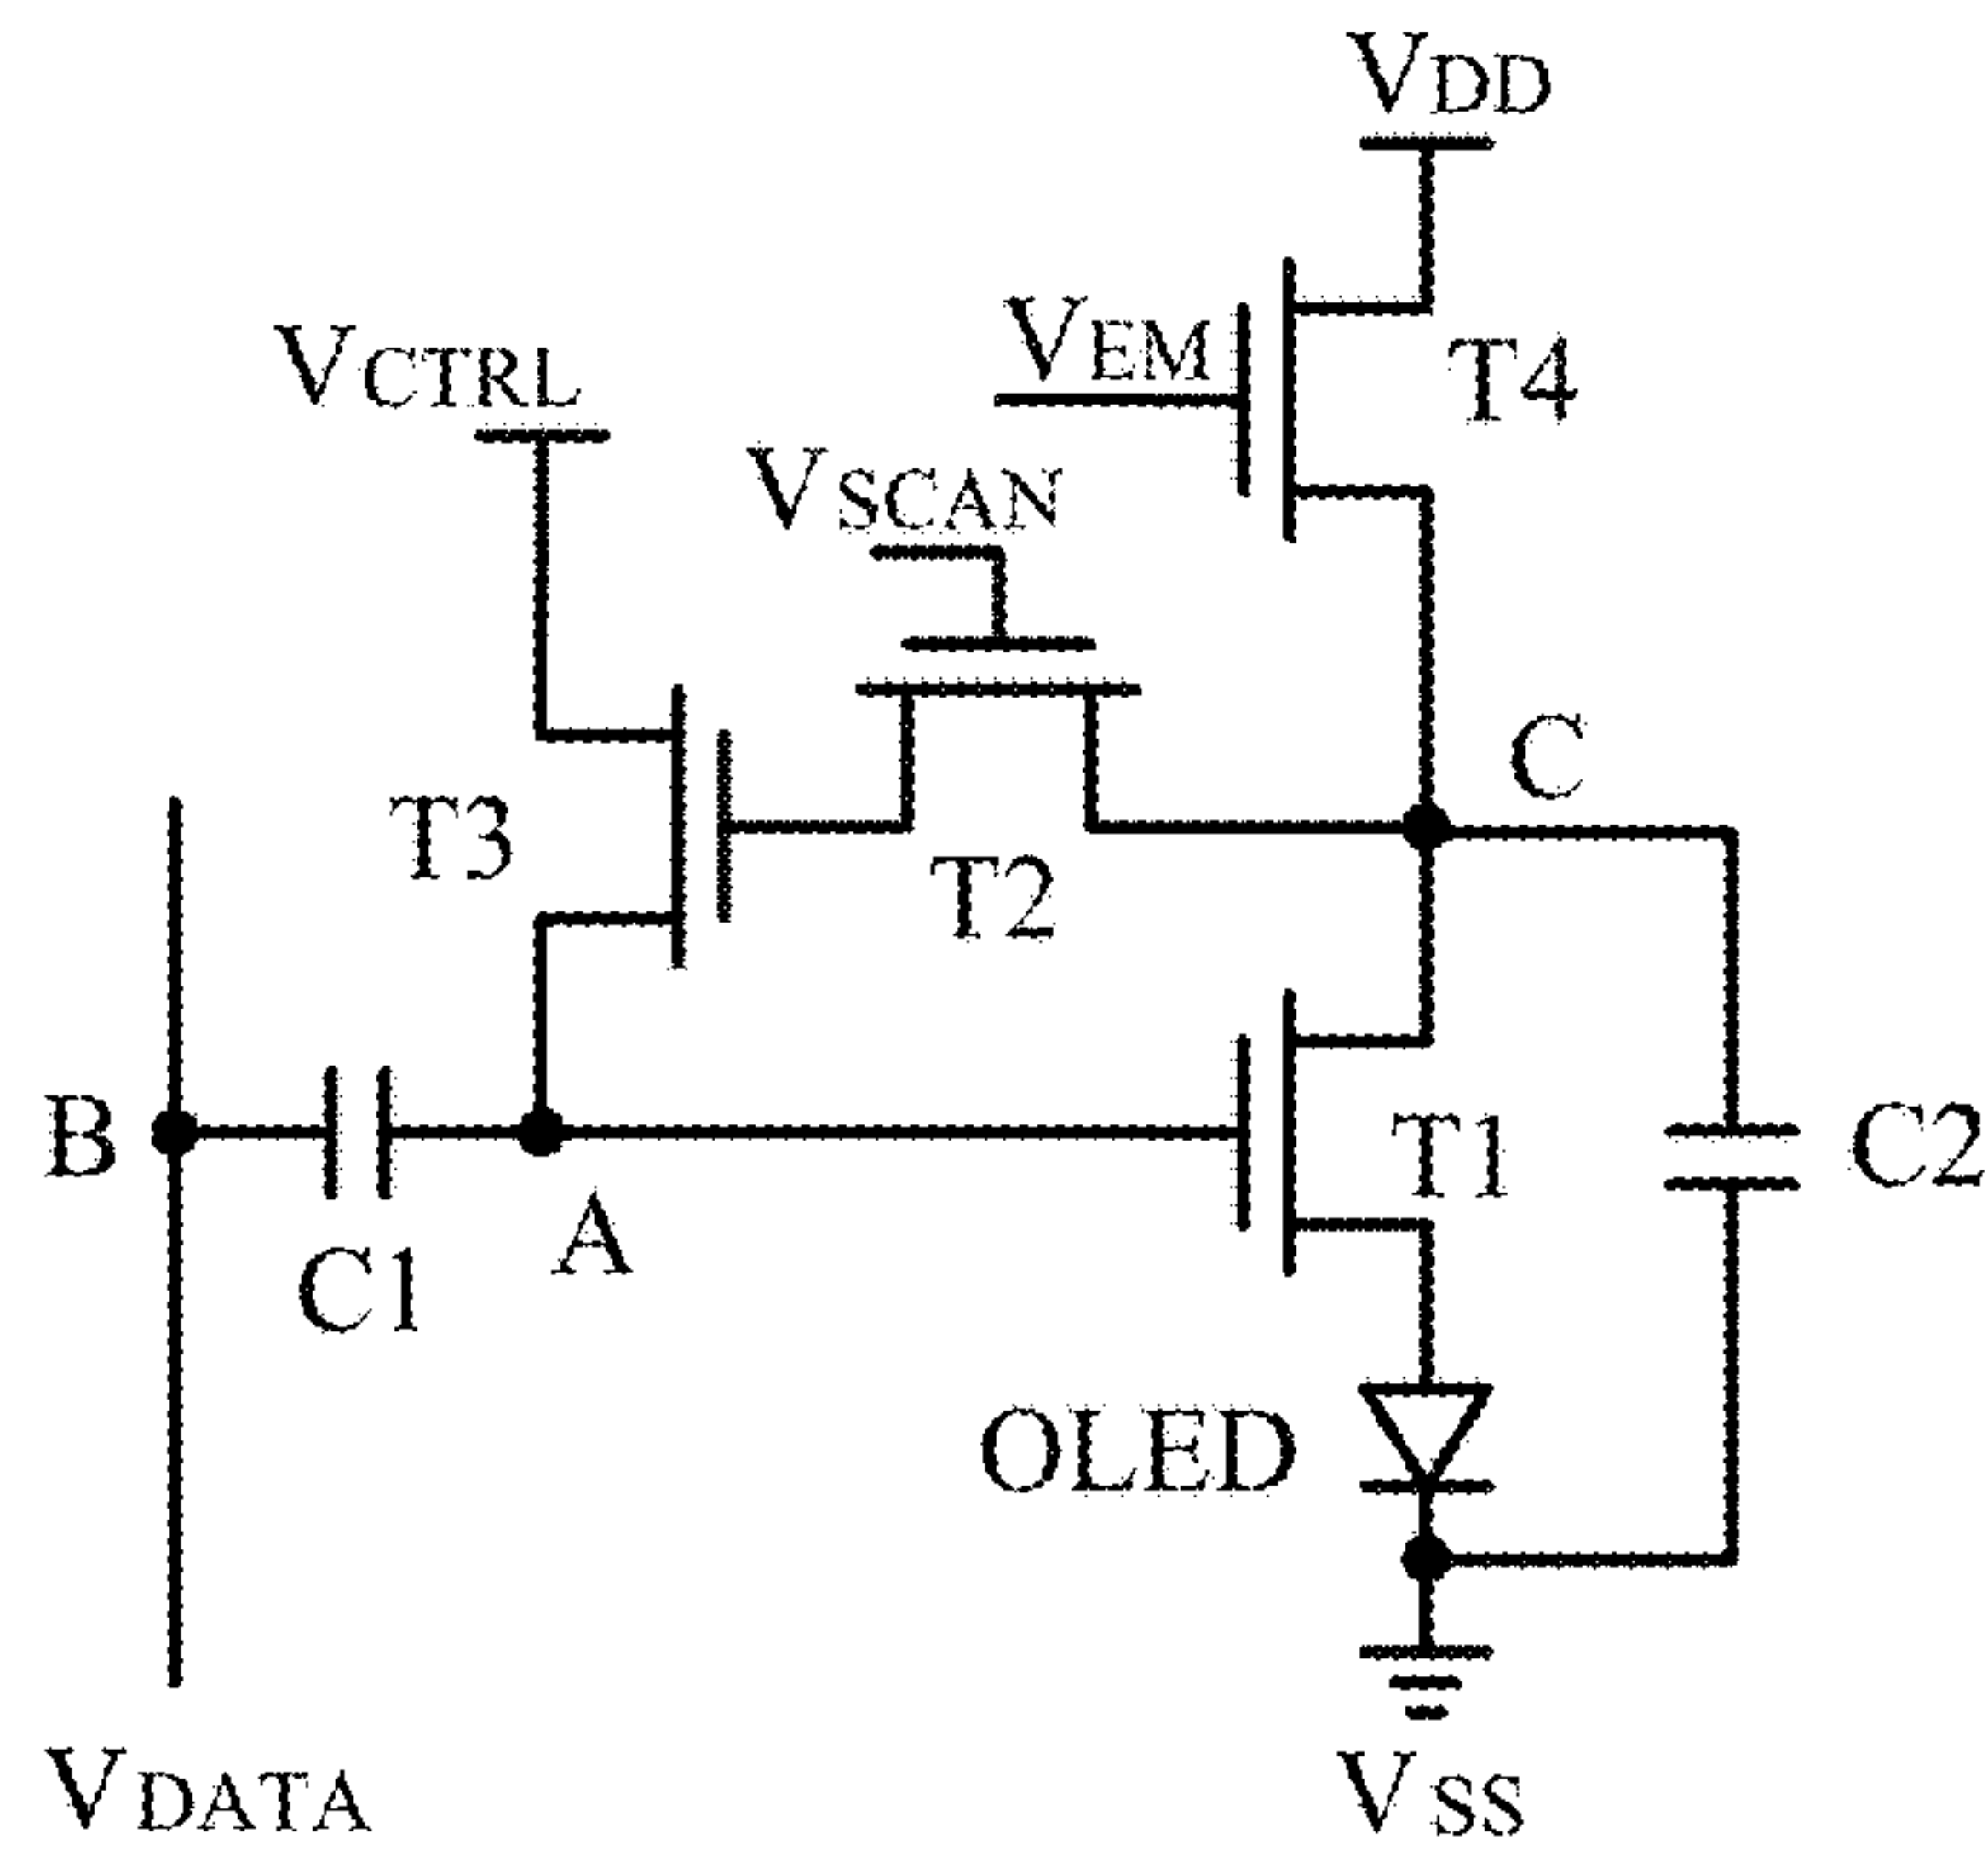 VDD
VEM
VCTRL
T4
VSCAN
C
T3
T2
B
T1
C2
A
C1
OLED
VDATA
VSS